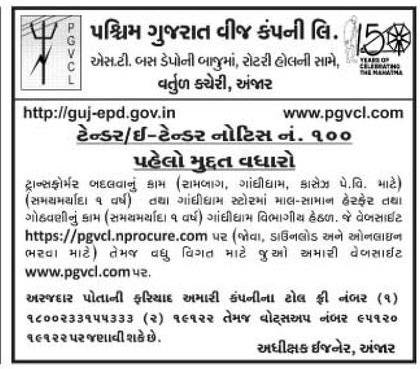 PGVCL
પશ્ચિમ ગુજરાત વીજ કંપની લિ.
એસ.ટી. બસ ડેપોની બાજુમાં, રોટરી હોલની સામે,
વર્તુળ કચેરી, અંજાર
150
YEARS OF
CELEBRATING
THE MAHATMA
http://guj-epd.gov.in www.pgvcl.com
ટેન્ડર/ઈ-ટેન્ડર નોટિસ નં. ૧૦૦
પહેલો મુદ્દત વધારો
ટ્રાન્સફોર્મર બદલવાનું કામ (રામબાગ, ગાંધીધામ, કાસેઝ પે.વિ. માટે)
(સમયમર્યાદા ૧ વર્ષ) તથા ગાંધીધામ સ્ટોરમાં માલ-સામાન હેરફેર તથા
ગોઠવણીનું કામ (સમયમર્યાદા ૧ વર્ષ) ગાંધીધામ વિભાગીય હેઠળ. જે વેબસાઈટ
https://pgvcl.nprocure.com પર (જોવા, ડાઉનલોડ અને ઓનલાઇન
ભરવા માટે) તેમજ વધુ વિગત માટે જુઓ અમારી વેબસાઈટ
www.pgvcl.com પર.
અરજદાર પોતાની ફરિયાદ અમારી કંપનીના ટોલ ફ્રી નંબર (૧)
૧૮૦૦૨૩૩૧૫૫૩૩૩ (૨) ૧૯૧૨૨ તેમજ વોટ્સઅપ નંબર ૯૫૧૨૦
૧૯૧૨૨ પર જણાવી શકે છે.
અધીક્ષક ઈજનેર, અંજાર